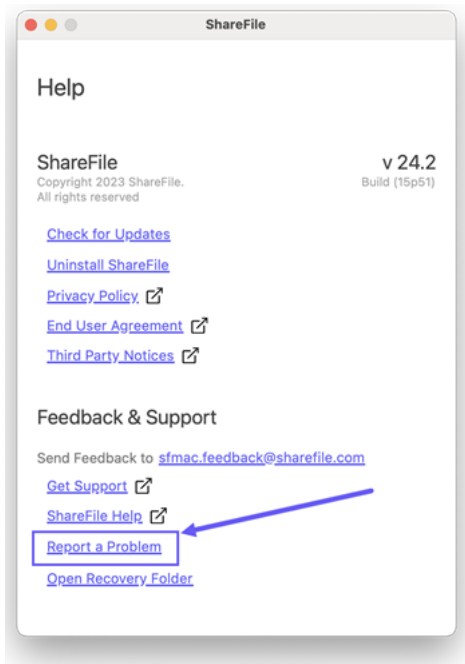 ShareFile
Help
ShareFile
v 24.2
Copyright 2023 ShareFile.
Build (15p51)
All rights reserved
Check for Updates
Uninstall ShareFile
Privacy Policy
End User Agreement
Third Party Notices
Feedback & Support
Send Feedback to sfmac.feedback@sharefile.com
Get Support
ShareFile Help
Report a Problem
Open Recovery Folder